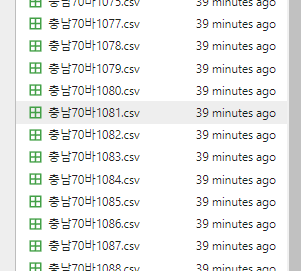 충남70바1075.csv 39 minutes ago
충남70바1077.csv 39 minutes ago
충남70바1078.csv 39 minutes ago
충남70바1079.csv 39 minutes ago
충남70바1080.csv 39 minutes ago
충남70바1081.csv 39 minutes ago
충남70바1082.csv 39 minutes ago
충남70바1083.csv 39 minutes ago
충남70바1084.csv 39 minutes ago
충남70바1085.csv 39 minutes ago
충남70바1086.csv 39 minutes ago
충남70바1087.csv 39 minutes ago
충남70바1088.csv 39 minutes ago